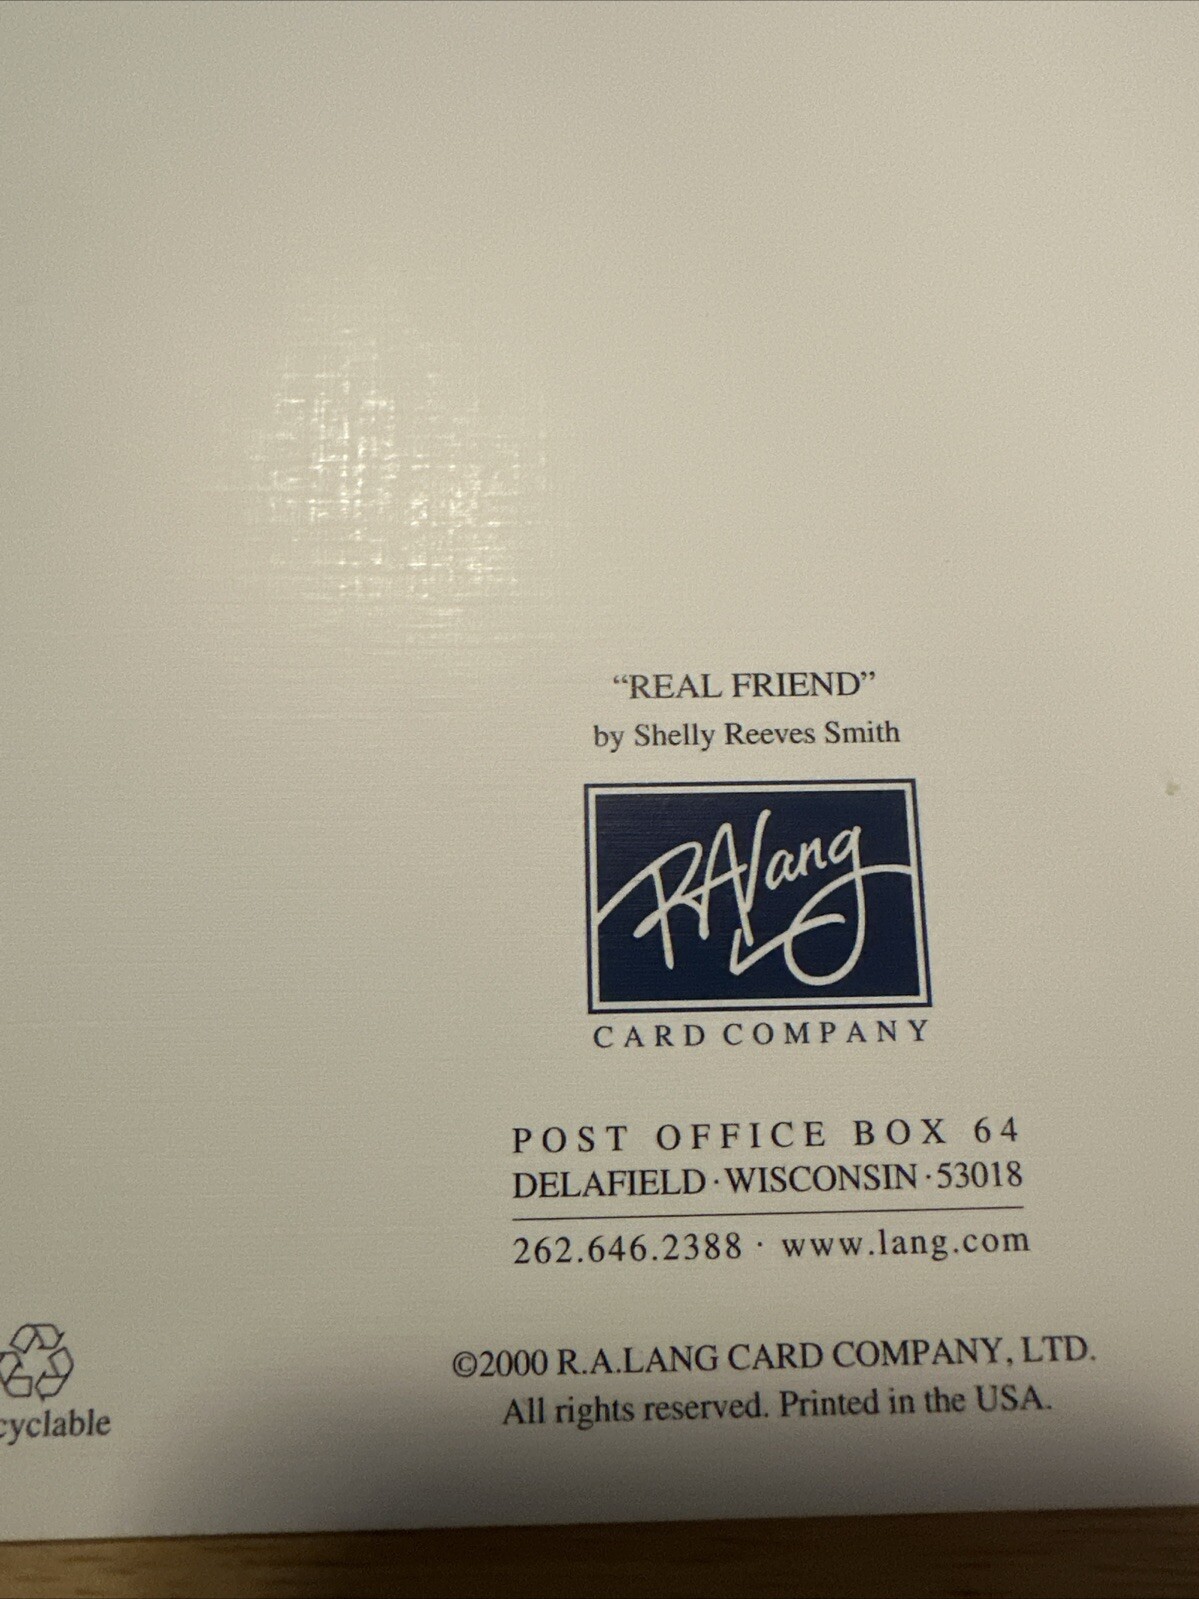 “REAL FRIEND”
by Shelly Reeves Smith
RALang
CARD COMPANY
POST OFFICE BOX 64
DELAFIELD · WISCONSIN · 53018
262.646.2388 · www.lang.com
©2000 R.A.LANG CARD COMPANY, LTD.
All rights reserved. Printed in the USA.
cyclable